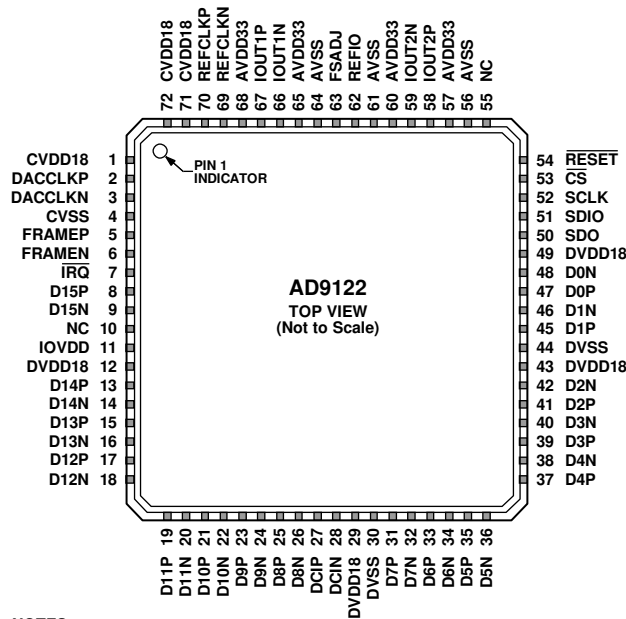 72 CVDD18
71 CVDD18
70 REFCLKP
69 REFCLKN
68 AVDD33
67 IOUT1P
66 IOUT1N
65 AVDD33
64 AVSS
63 FSADJ
62 REFIO
61 AVSS
60 AVDD33
59 IOUT2N
58 IOUT2P
57 AVDD33
56 AVSS
55 NC
CVDD18 1
DACCLKP 2
DACCLKN 3
CVSS 4
FRAMEP 5
FRAMEN 6
IRQ 7
D15P 8
D15N 9
NC 10
IOVDD 11
DVDD18 12
D14P 13
D14N 14
D13P 15
D13N 16
D12P 17
D12N 18
PIN 1
INDICATOR
AD9122
TOP VIEW
(Not to Scale)
54 RESET
53 CS
52 SCLK
51 SDIO
50 SDO
49 DVDD18
48 D0N
47 D0P
46 D1N
45 D1P
44 DVSS
43 DVDD18
42 D2N
41 D2P
40 D3N
39 D3P
38 D4N
37 D4P
D11P 19
D11N 20
D10P 21
D10N 22
D9P 23
D9N 24
D8P 25
D8N 26
DCIP 27
DCIN 28
DVDD18 29
DVSS 30
D7P 31
D7N 32
D6P 33
D6N 34
D5P 35
D5N 36